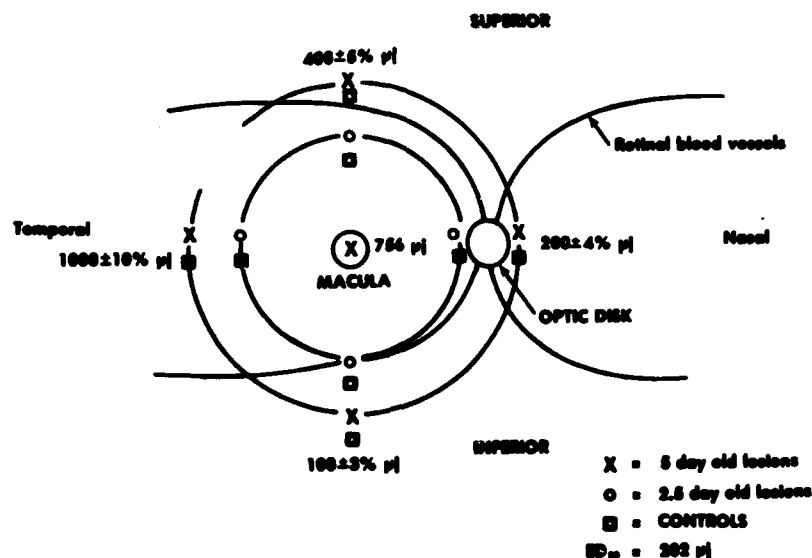 SUPERIOR
400±5% µj
X
Retinal blood vessels
Temporal
X
X
756 µj
X
200±4% µj
Nasal
1000±10% µj
MACULA
OPTIC DISK
X
INFERIOR
100±3% µj
X = 5 day old lesions
o = 2.5 day old lesions
= CONTROLS
ED₅₀ = 202 µj